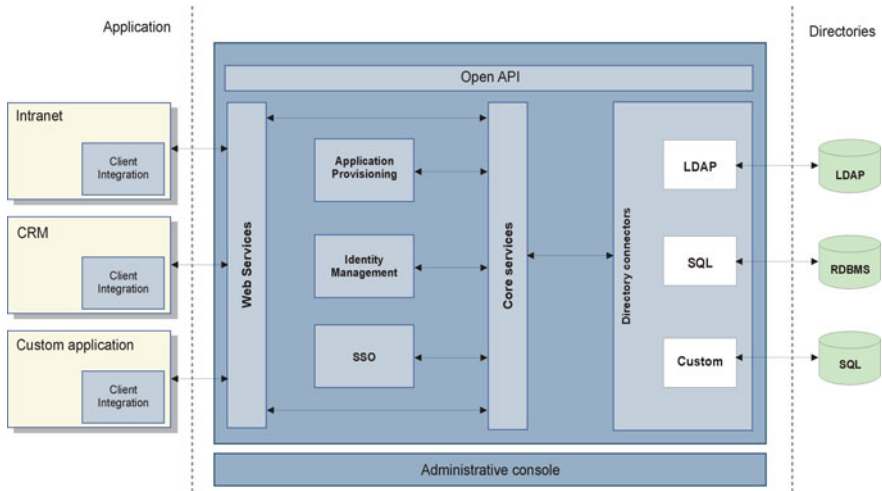 Application
Directories
Open API
Intranet
Client
Integration
CRM
Client
Integration
Custom application
Client
Integration
Web Services
Application
Provisioning
Identity
Management
SSO
Core services
Directory connectors
LDAP
SQL
Custom
LDAP
RDBMS
SQL
Administrative console